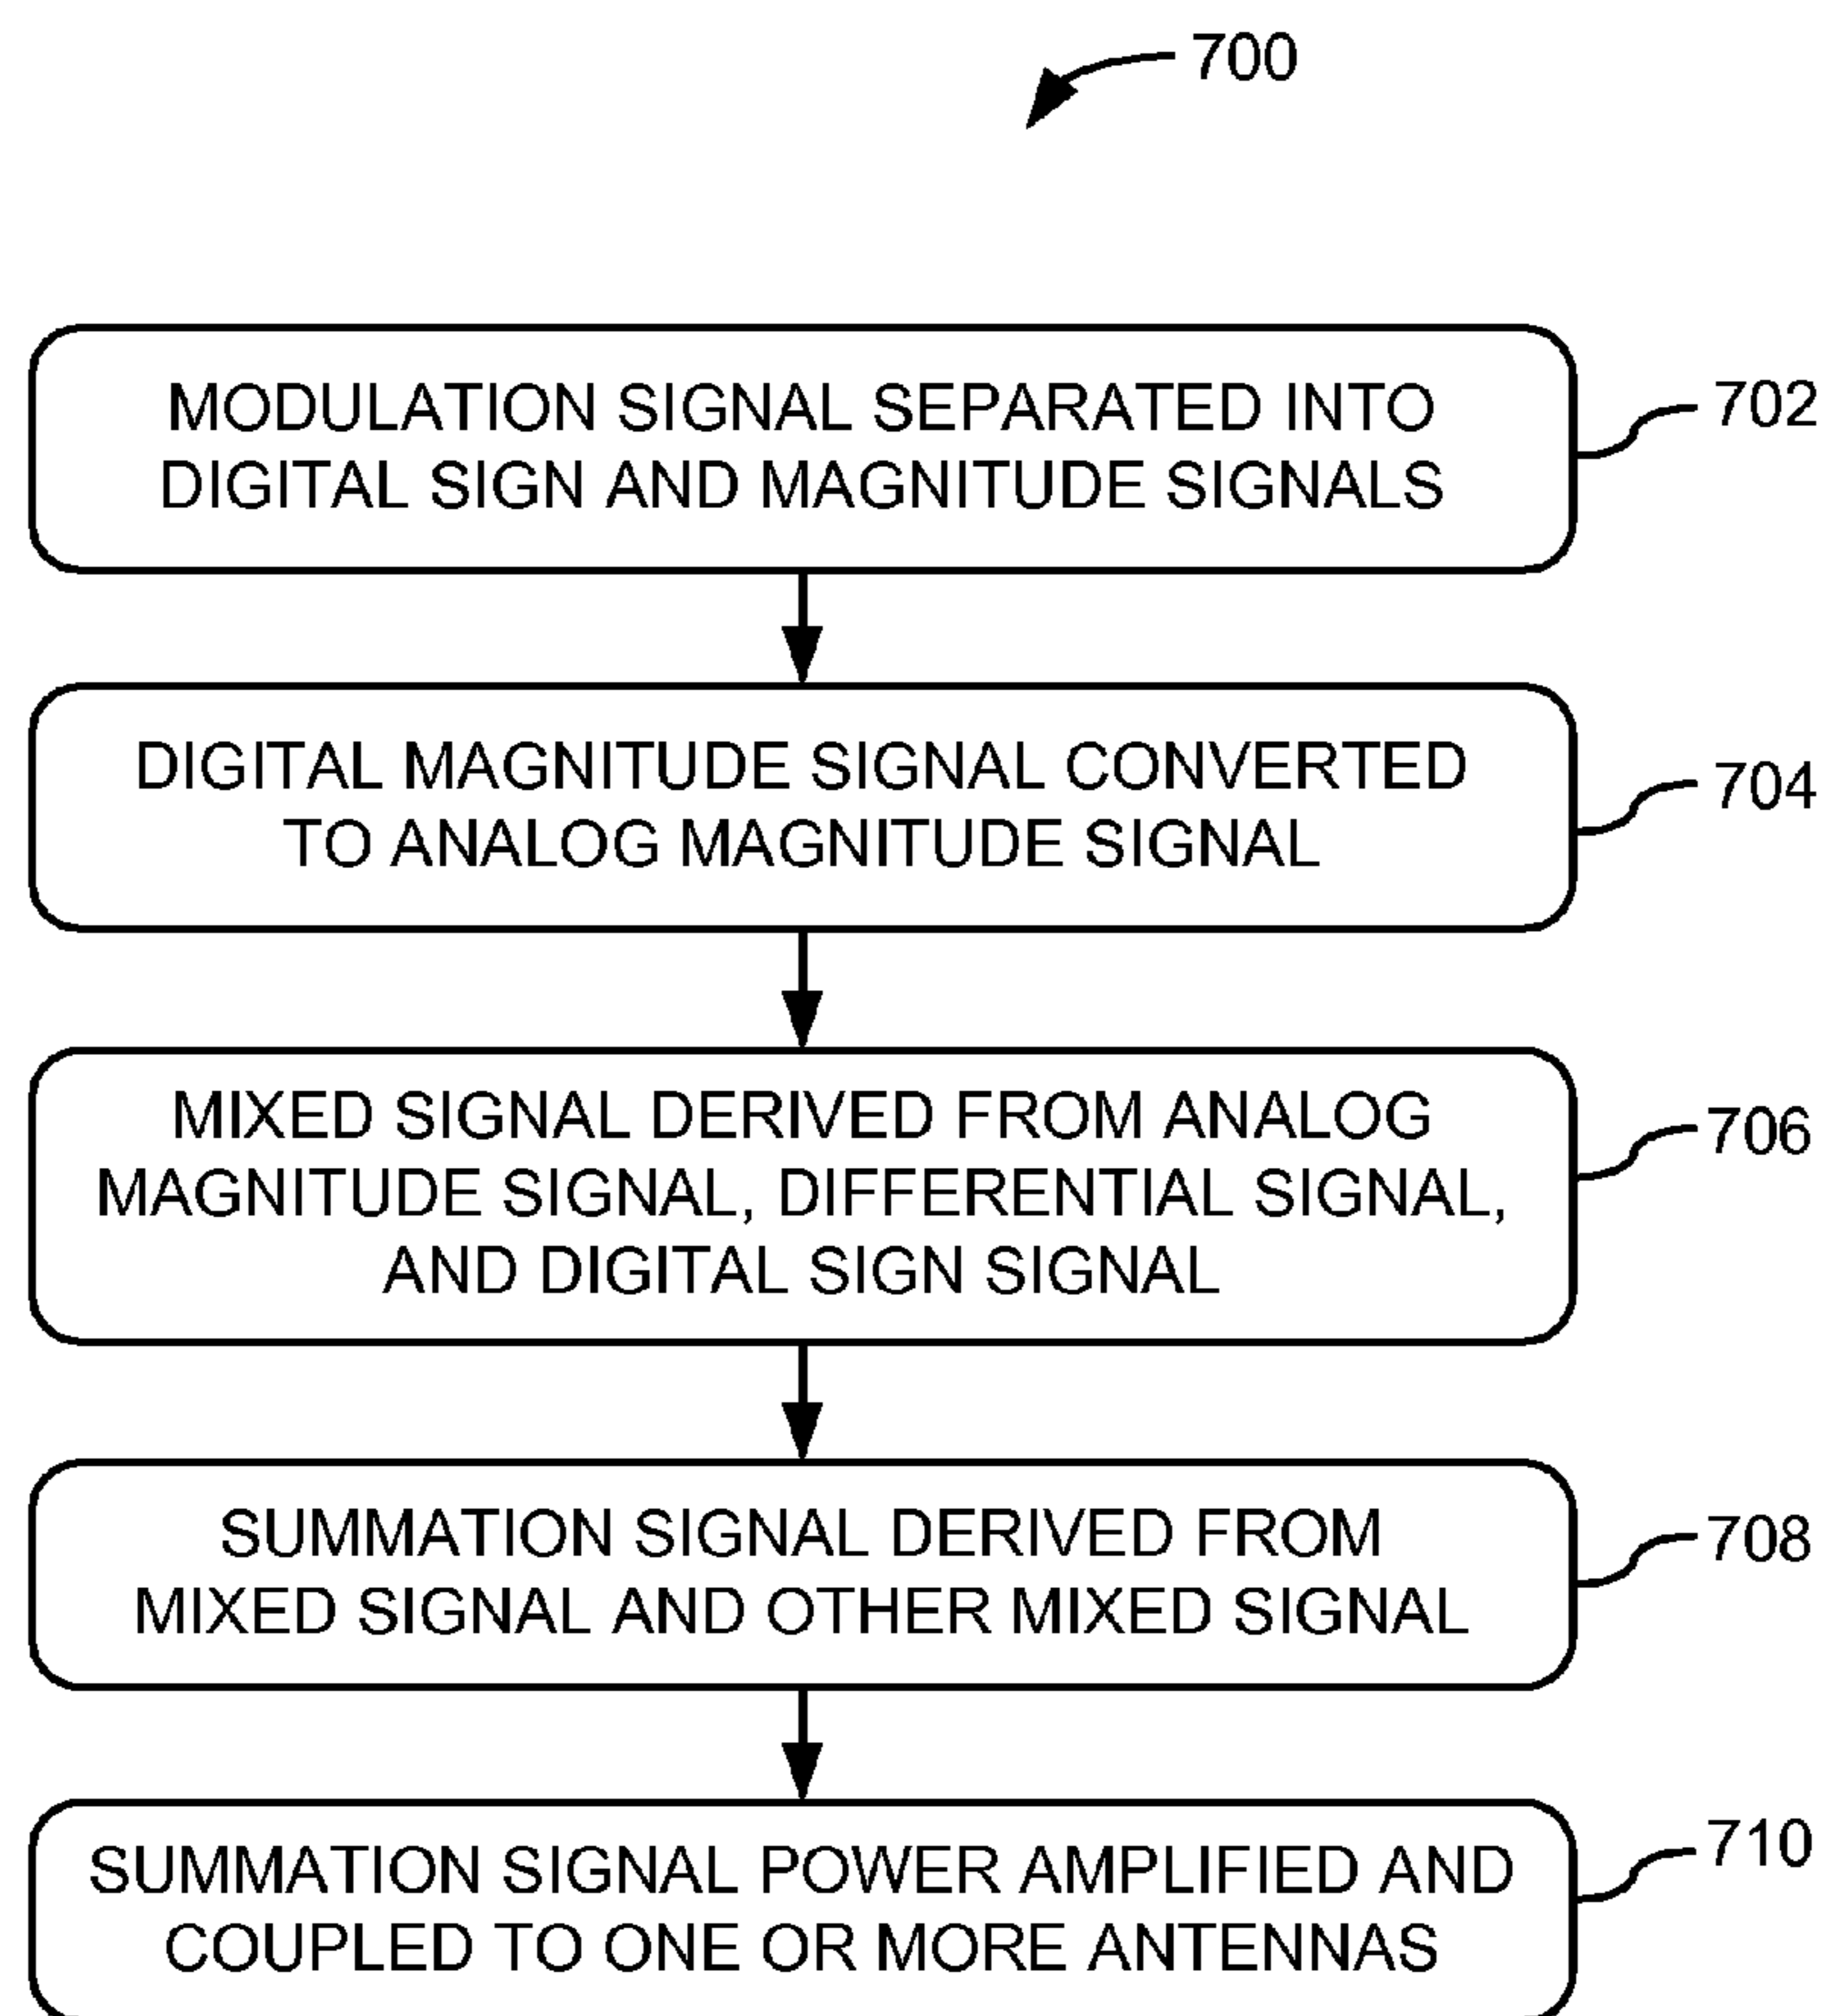 700
MODULATION SIGNAL SEPARATED INTO
DIGITAL SIGN AND MAGNITUDE SIGNALS
702
DIGITAL MAGNITUDE SIGNAL CONVERTED
TO ANALOG MAGNITUDE SIGNAL
704
MIXED SIGNAL DERIVED FROM ANALOG
MAGNITUDE SIGNAL, DIFFERENTIAL SIGNAL,
AND DIGITAL SIGN SIGNAL
706
SUMMATION SIGNAL DERIVED FROM
MIXED SIGNAL AND OTHER MIXED SIGNAL
708
SUMMATION SIGNAL POWER AMPLIFIED AND
COUPLED TO ONE OR MORE ANTENNAS
710